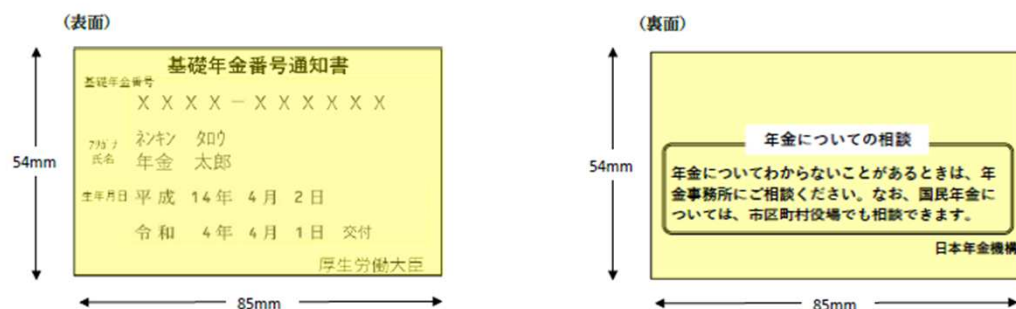 （表面）
基礎年金番号通知書
基礎年金番号
XXXX－XXXXXX
フリガナ ネンキン タロウ
氏名 年金 太郎
生年月日 平成 14年 4月 2日
令和 4年 4月 1日 交付
厚生労働大臣
54mm
85mm
（裏面）
年金についての相談
年金についてわからないことがあるときは、年
金事務所にご相談ください。なお、国民年金に
ついては、市区町村役場でも相談できます。
日本年金機構
54mm
85mm